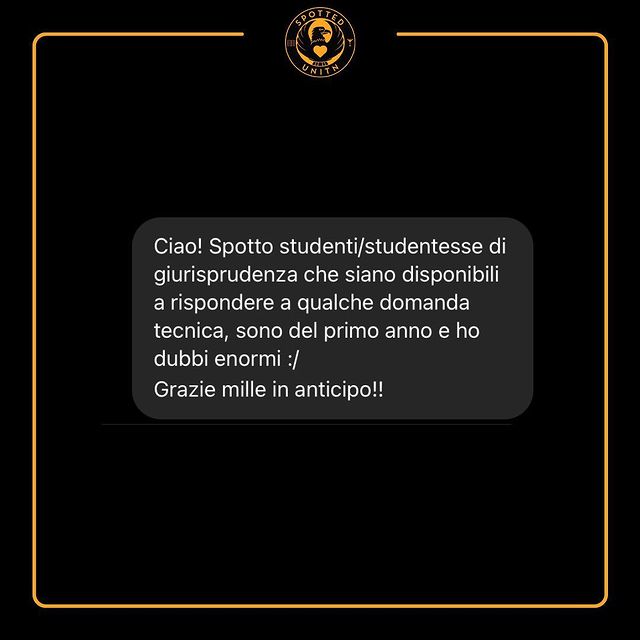 SPOTTED
UNITN
Ciao! Spotto studenti/studentesse di
giurisprudenza che siano disponibili
a rispondere a qualche domanda
tecnica, sono del primo anno e ho
dubbi enormi :/
Grazie mille in anticipo!!